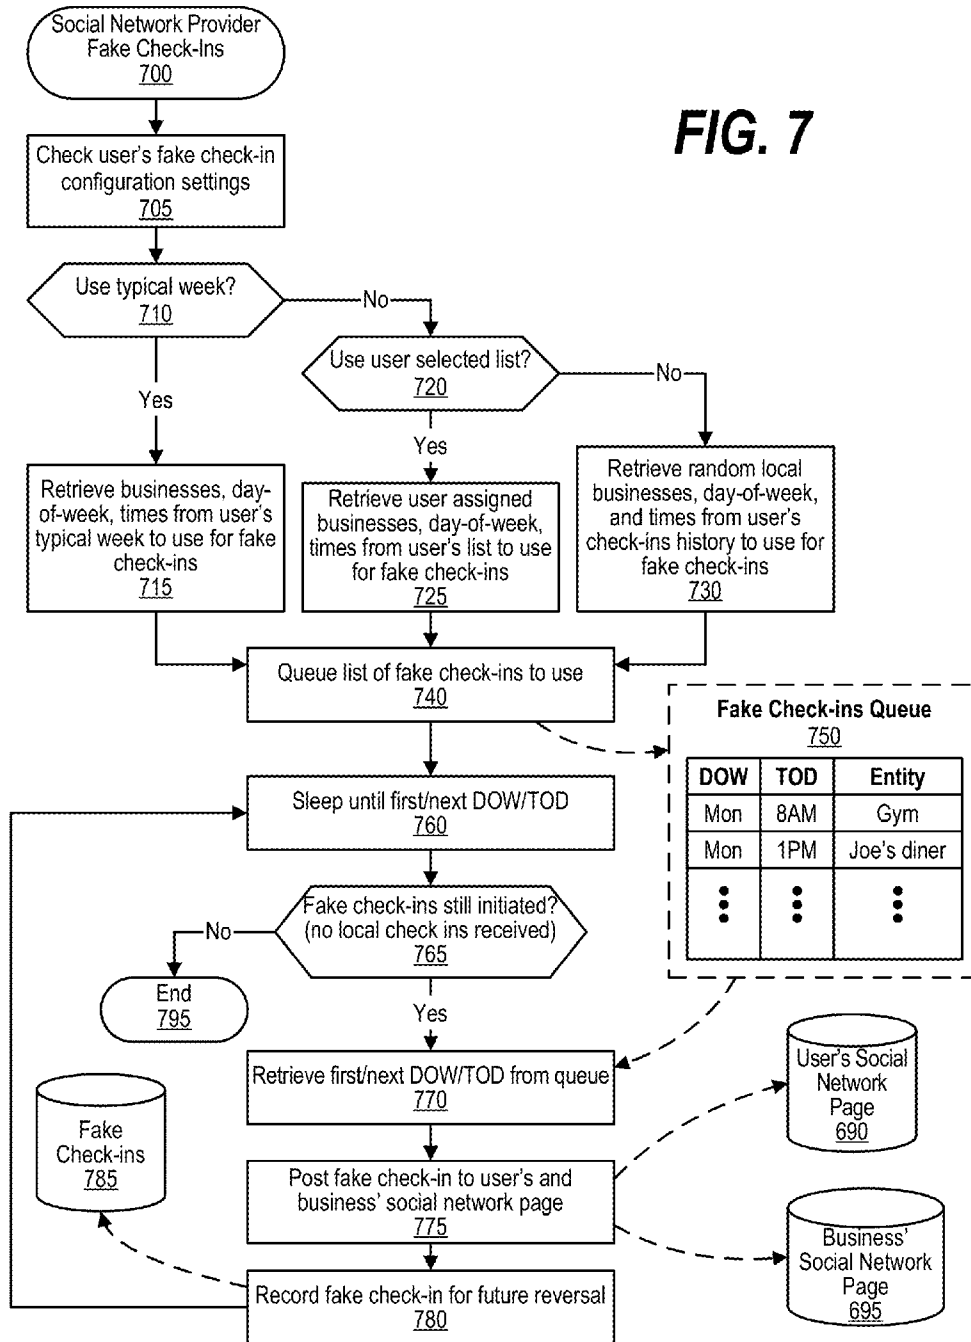 Social Network Provider
Fake Check-Ins
700
FIG. 7
Check user's fake check-in
configuration settings
705
Use typical week?
710
No
Yes
Use user selected list?
720
No
Yes
Retrieve businesses, day-
of-week, times from user's
typical week to use for fake
check-ins
715
Retrieve user assigned
businesses, day-of-week,
times from user's list to use
for fake check-ins
725
Retrieve random local
businesses, day-of-week,
and times from user's
check-ins history to use for
fake check-ins
730
Queue list of fake check-ins to use
740
Fake Check-ins Queue
750
DOW TOD Entity
Mon 8AM Gym
Mon 1PM Joe's diner
Sleep until first/next DOW/TOD
760
Fake check-ins still initiated?
(no local check ins received)
765
No
End
795
Yes
Retrieve first/next DOW/TOD from queue
770
User's Social
Network
Page
690
Fake
Check-ins
785
Post fake check-in to user's and
business' social network page
775
Business'
Social Network
Page
695
Record fake check-in for future reversal
780